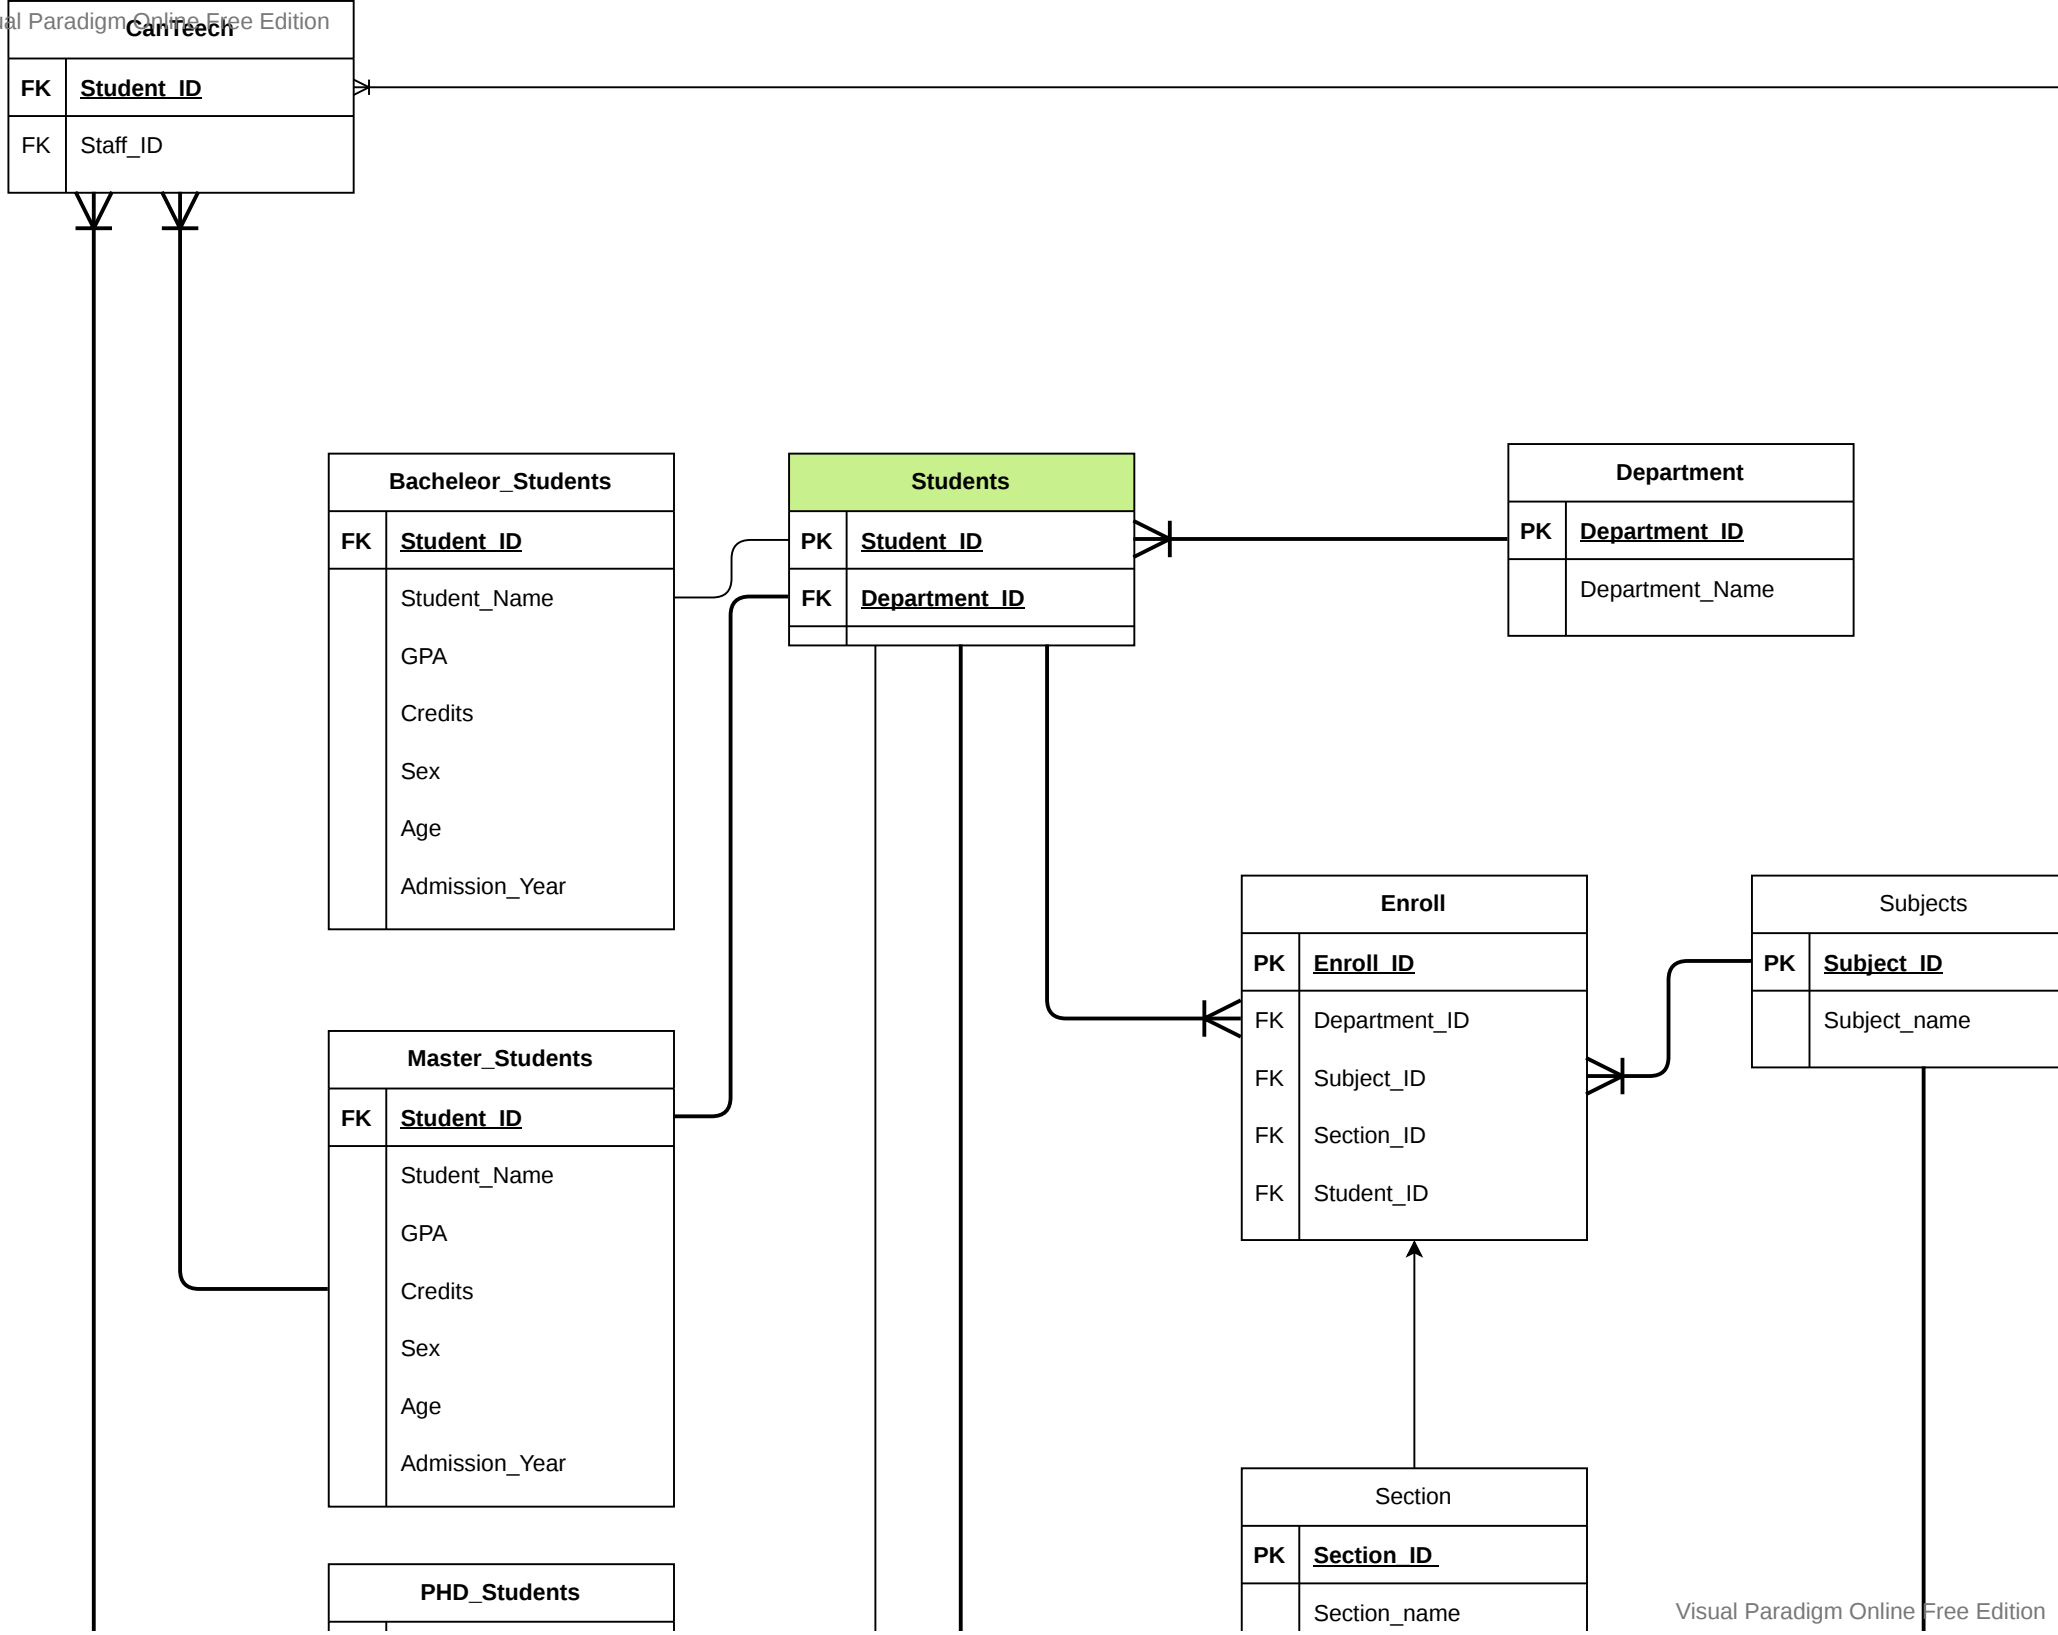 ual Paradigm Online Free Edition
CanTeech
FK Student_ID
FK Staff_ID
Bacheleor_Students
FK Student_ID
Student_Name
GPA
Credits
Sex
Age
Admission_Year
Students
PK Student_ID
FK Department_ID
Department
PK Department_ID
Department_Name
Enroll
PK Enroll_ID
FK Department_ID
FK Subject_ID
FK Section_ID
FK Student_ID
Subjects
PK Subject_ID
Subject_name
Master_Students
FK Student_ID
Student_Name
GPA
Credits
Sex
Age
Admission_Year
Section
PK Section_ID
Section_name
PHD_Students
Visual Paradigm Online Free Edition